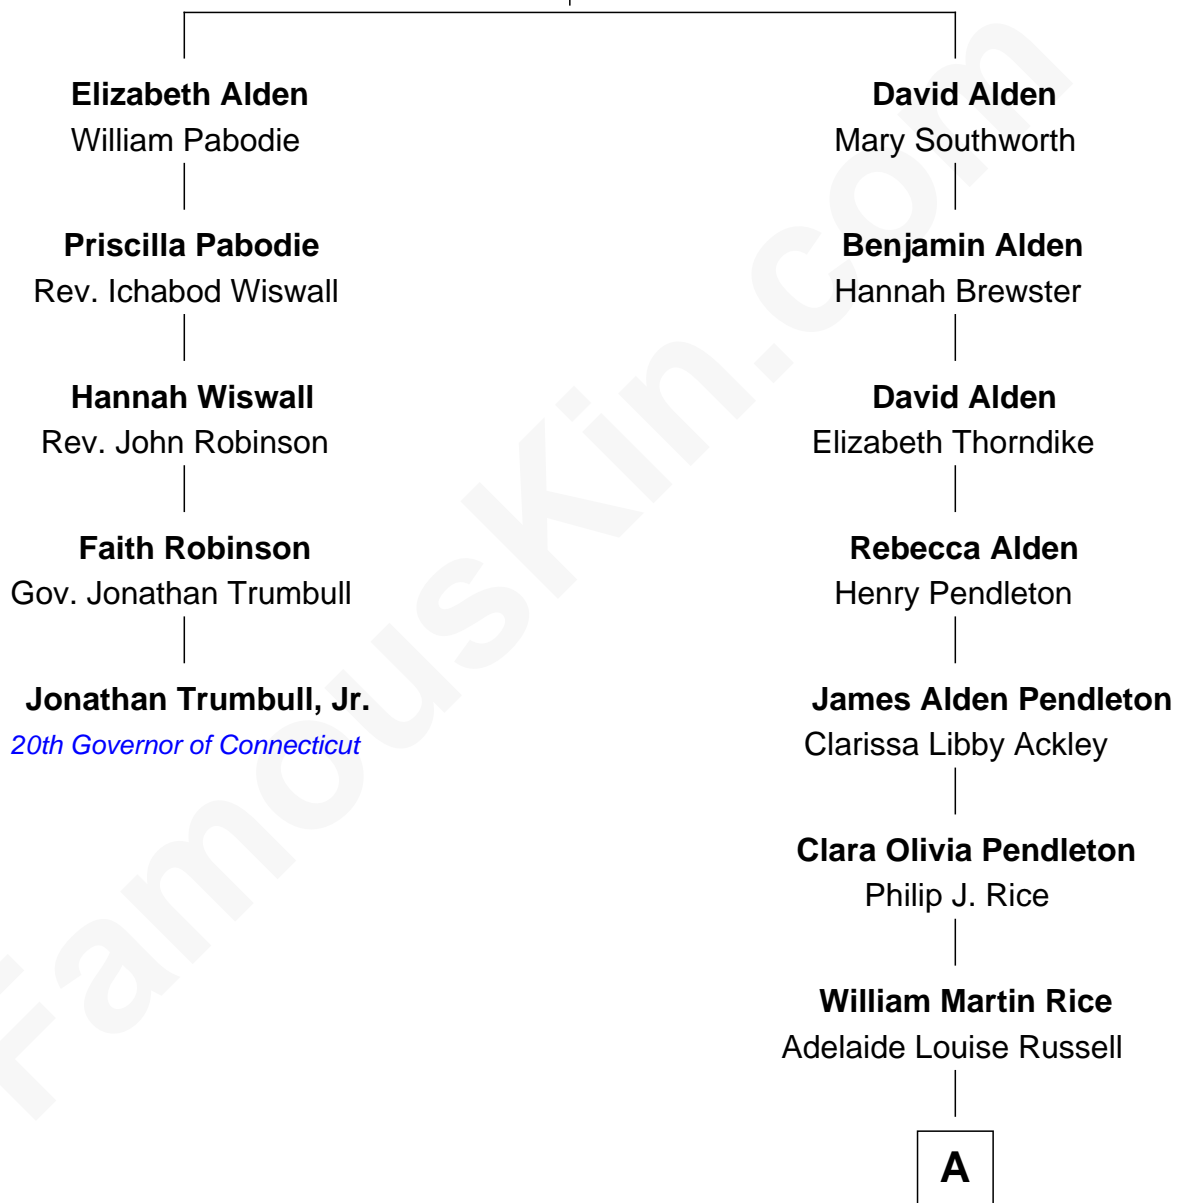 Elizabeth Alden
William Pabodie
David Alden
Mary Southworth
Priscilla Pabodie
Rev. Ichabod Wiswall
Benjamin Alden
Hannah Brewster
Hannah Wiswall
Rev. John Robinson
David Alden
Elizabeth Thorndike
Faith Robinson
Gov. Jonathan Trumbull
Rebecca Alden
Henry Pendleton
Jonathan Trumbull, Jr.
20th Governor of Connecticut
James Alden Pendleton
Clarissa Libby Ackley
Clara Olivia Pendleton
Philip J. Rice
William Martin Rice
Adelaide Louise Russell
A
FamousKin.com